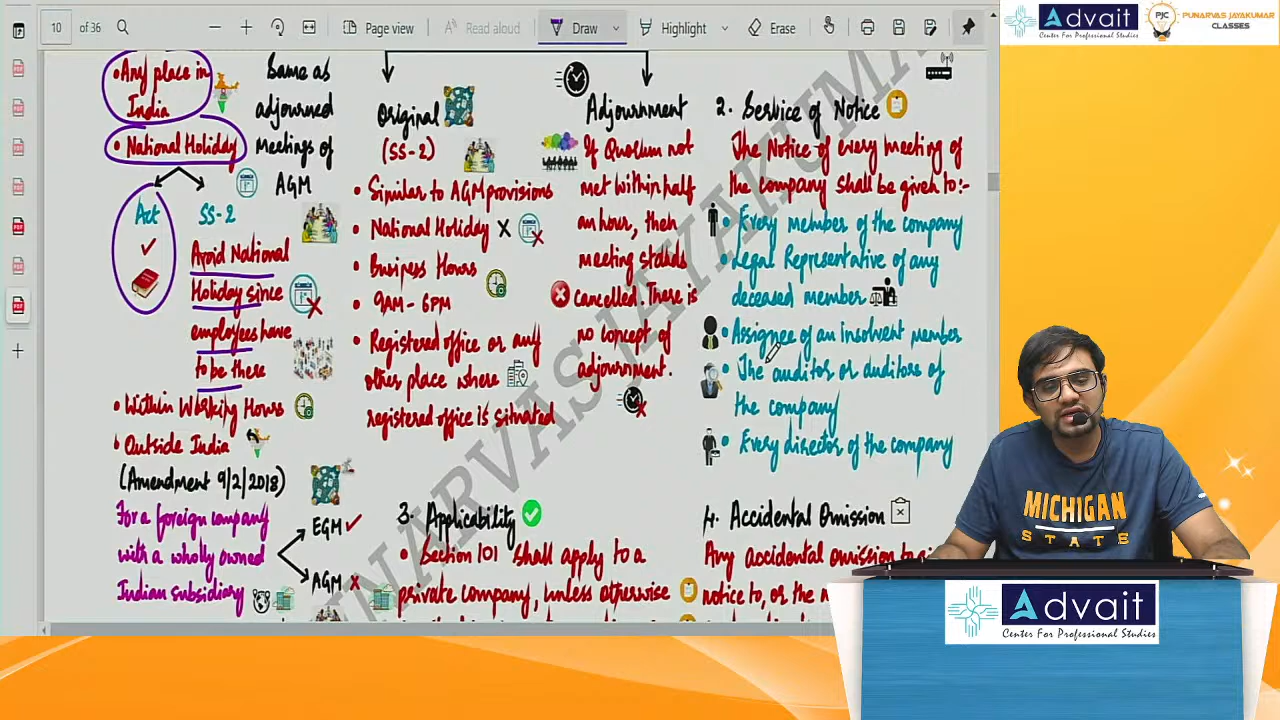 10 of 36
Page view
Read aloud
Draw
Highlight
Erase
Advait
Center For Professional Studies
PJC
PUNARVAS JAYAKUMAR
CLASSES
• Any place in
India
• National Holiday
Act
SS-2
Avoid National
Holiday since
employees have
to be there
• Within Working Hours
• Outside India
(Amendment 9/2/2018)
For a foreign company
with a wholly owned
Indian subsidiary
EGM ✓
AGM ×
Same as
adjourned
meetings of
AGM
Original
(SS-2)
• Similar to AGM provisions
• National Holiday X
• Business Hours
• 9AM - 6PM
• Registered office or any
other place where
registered office is situated
Adjournment
If Quorum not
met within half
an hour, then
meeting stands
cancelled. There is
no concept of
adjournment.
2. Service of Notice
The Notice of every meeting of
the company shall be given to:-
• Every member of the company
• Legal Representative of any
deceased member
• Assignee of an insolvent member
• The auditor or auditors of
the company
• Every director of the company
3. Applicability
• Section 101 shall apply to a
private company, unless otherwise
4. Accidental Omission
Any accidental omission to
notice to, or the
PUNARVAS JAYAKUMAR
MICHIGAN
STATE
Advait
Center For Professional Studies